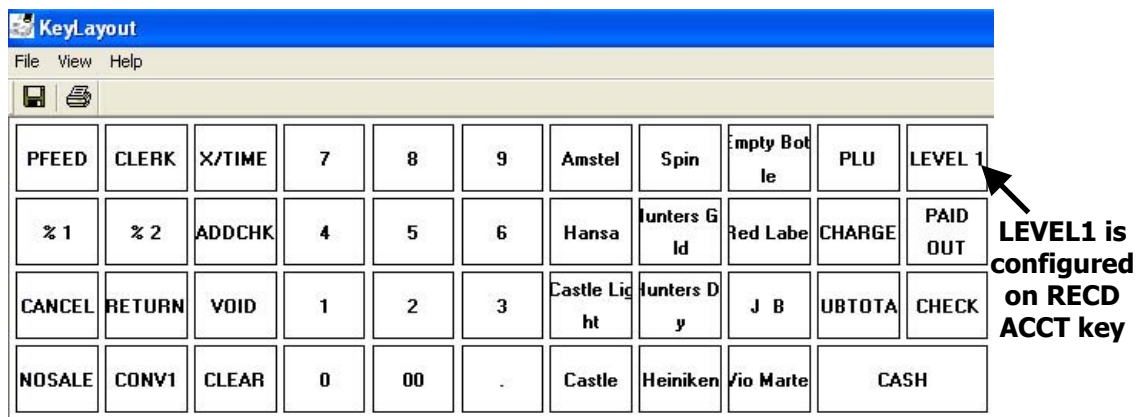 KeyLayout
File View Help
PFEED CLERK X/TIME 7 8 9 Amstel Spin Empty Bot PLU LEVEL 1
le
% 1 % 2 ADDCHK 4 5 6 Hansa Hunters G Red Labe CHARGE PAID
ld OUT
CANCEL RETURN VOID 1 2 3 Castle Lig Hunters D J B UBTOTA CHECK
ht y
NOSALE CONV1 CLEAR 0 00 . Castle Heiniken Vio Marte CASH
LEVEL1 is
configured
on RECD
ACCT key